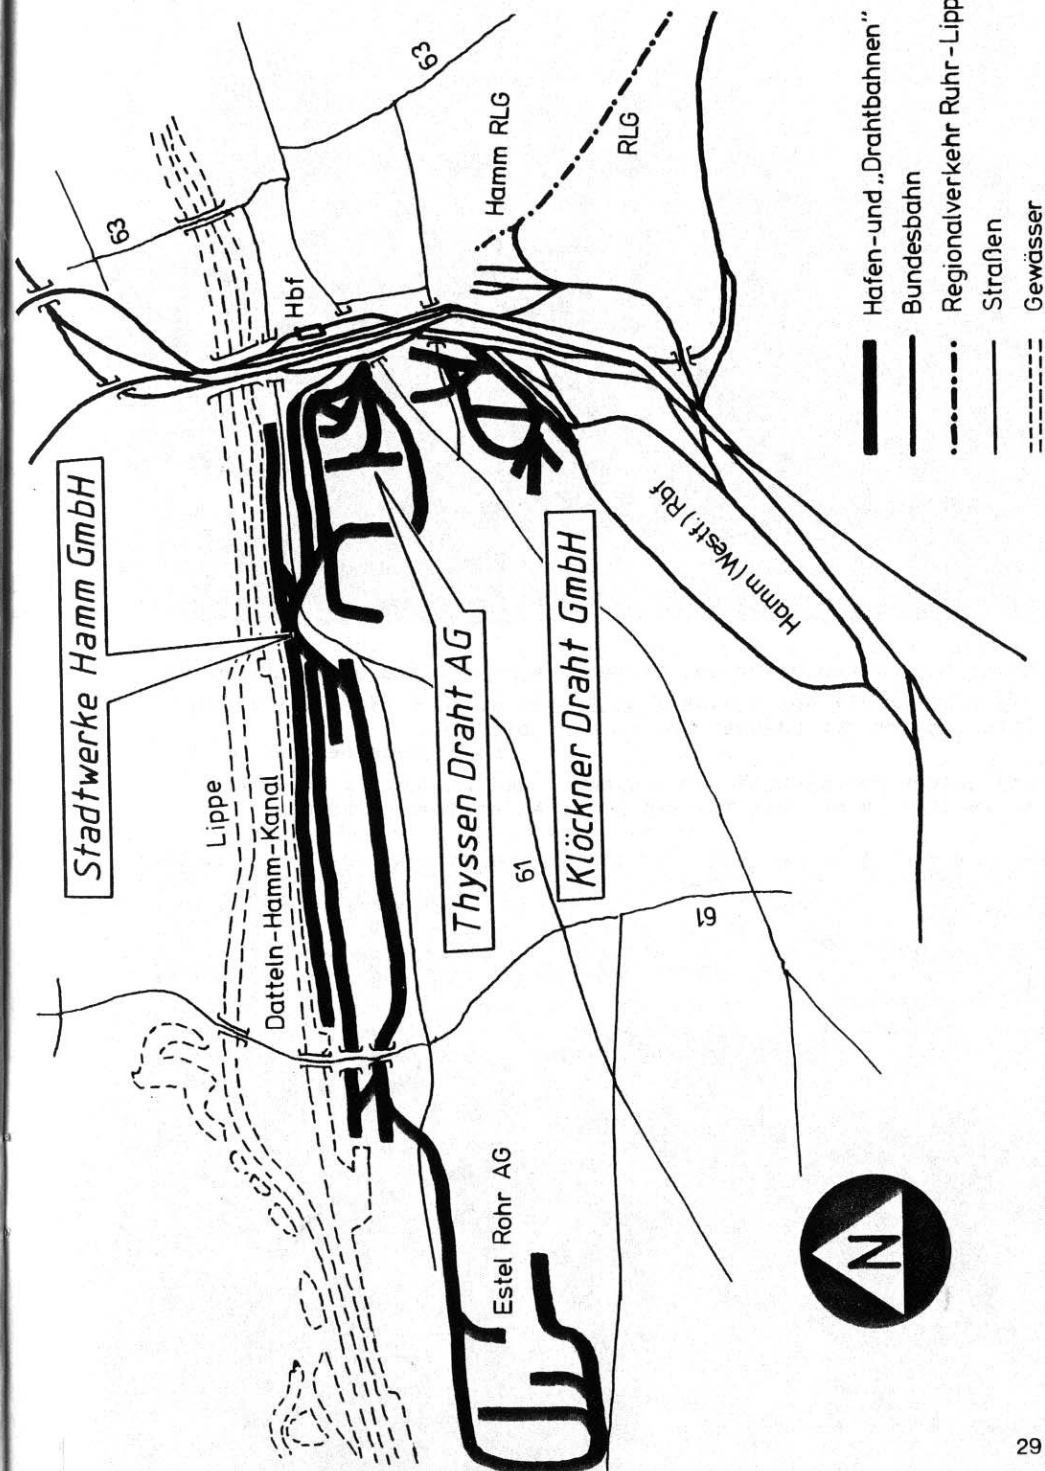 63
63
Hbf
Hamm RLG
RLG
Stadtwerke Hamm GmbH
Lippe
Datteln-Hamm-Kanal
Thyssen Draht AG
Klöckner Draht GmbH
Hamm (Westf.) Rbf
61
61
Estel Rohr AG
N
Hafen-und „Drahtbahnen"
Bundesbahn
Regionalverkehr Ruhr-Lipp
Straßen
Gewässer
29